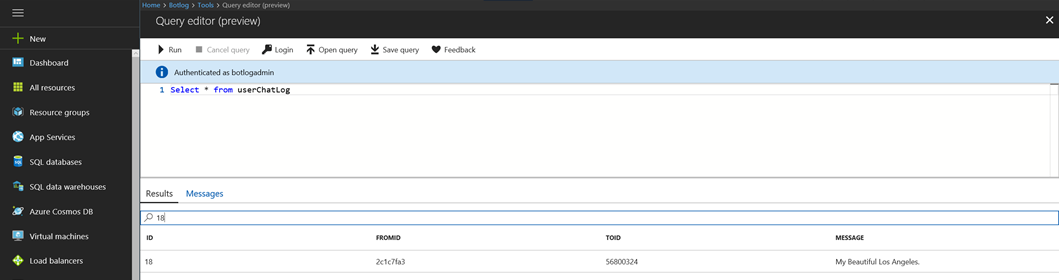 Home > Botlog > Tools > Query editor (preview)
Query editor (preview)
New
Dashboard
All resources
Resource groups
App Services
SQL databases
SQL data warehouses
Azure Cosmos DB
Virtual machines
Load balancers
Run Cancel query Login Open query Save query Feedback
Authenticated as botlogadmin
1 Select * from userChatLog
Results Messages
18
ID FROMID TOID MESSAGE
18 2c1c7fa3 56800324 My Beautiful Los Angeles.